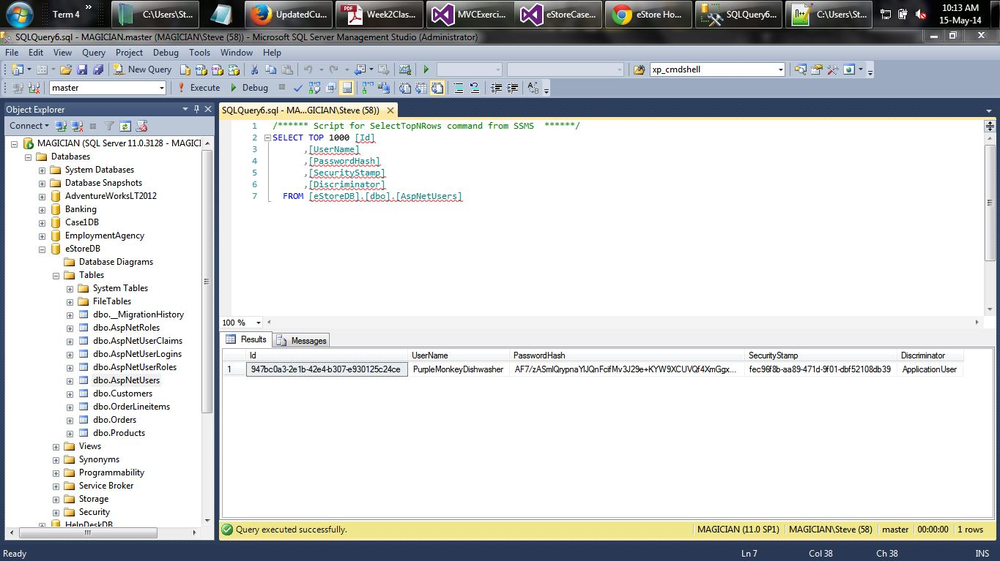 Term 4 » C:\Users\St... UpdatedCu... Week2Clas... MVCExerci... eStoreCase... eStore Ho... SQLQuery6... C:\Users\St... 10:13 AM
15-May-14
SQLQuery6.sql - MAGICIAN.master (MAGICIAN\Steve (58)) - Microsoft SQL Server Management Studio (Administrator)
File Edit View Query Project Debug Tools Window Help
New Query xp_cmdshell
master Execute Debug
Object Explorer
Connect
MAGICIAN (SQL Server 11.0.3128 - MAGICI
Databases
System Databases
Database Snapshots
AdventureWorksLT2012
Banking
Case1DB
EmploymentAgency
eStoreDB
Database Diagrams
Tables
System Tables
FileTables
dbo.__MigrationHistory
dbo.AspNetRoles
dbo.AspNetUserClaims
dbo.AspNetUserLogins
dbo.AspNetUserRoles
dbo.AspNetUsers
dbo.Customers
dbo.OrderLineitems
dbo.Orders
dbo.Products
Views
Synonyms
Programmability
Service Broker
Storage
Security
HelpDeskDB
SQLQuery6.sql - MA...GICIAN\Steve (58))
1 /****** Script for SelectTopNRows command from SSMS ******/
2 SELECT TOP 1000 [Id]
3 ,[UserName]
4 ,[PasswordHash]
5 ,[SecurityStamp]
6 ,[Discriminator]
7 FROM [eStoreDB].[dbo].[AspNetUsers]
100 %
Results Messages
Id UserName PasswordHash SecurityStamp Discriminator
1 947bc0a3-2e1b-42e4-b307-e930125c24ce PurpleMonkeyDishwasher AF7/zASmlQrypnaYlJQnFcifMv3J29e+KYW9XCUVQf4XmGgx... fec96f8b-aa89-471d-9f01-dbf52108db39 ApplicationUser
Query executed successfully. MAGICIAN (11.0 SP1) MAGICIAN\Steve (58) master 00:00:00 1 rows
Ready Ln 7 Col 38 Ch 38 INS